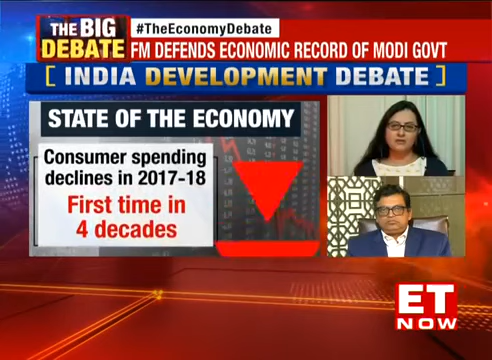 THE BIG
DEBATE
#TheEconomyDebate
FM DEFENDS ECONOMIC RECORD OF MODI GOVT
[ INDIA DEVELOPMENT DEBATE ]
STATE OF THE ECONOMY
Consumer spending
declines in 2017-18
First time in
4 decades
ET
NOW